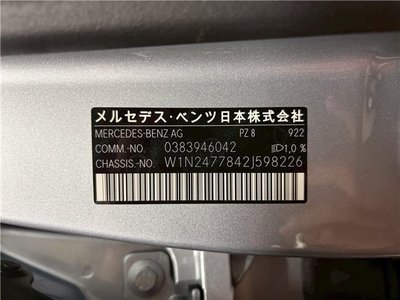 メルセデス・ベンツ日本株式会社
MERCEDES-BENZ AG PZ 8 922
COMM.-NO. 0383946042 1,0 %
CHASSIS.-NO. W1N2477842J598226